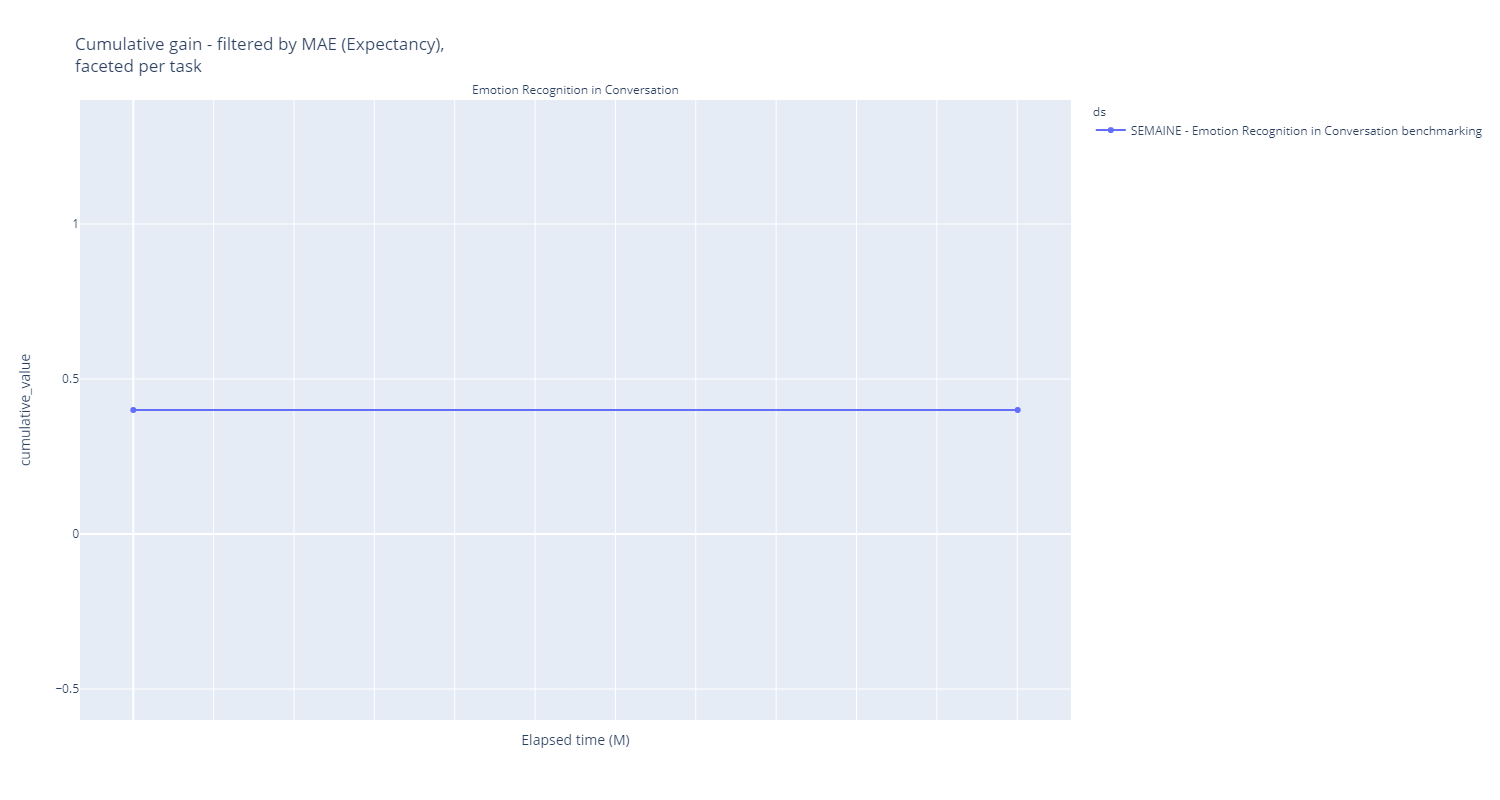 Cumulative gain - filtered by MAE (Expectancy),
faceted per task
Emotion Recognition in Conversation
ds
SEMAINE - Emotion Recognition in Conversation benchmarking
1
0.5
0
−0.5
cumulative_value
Elapsed time (M)